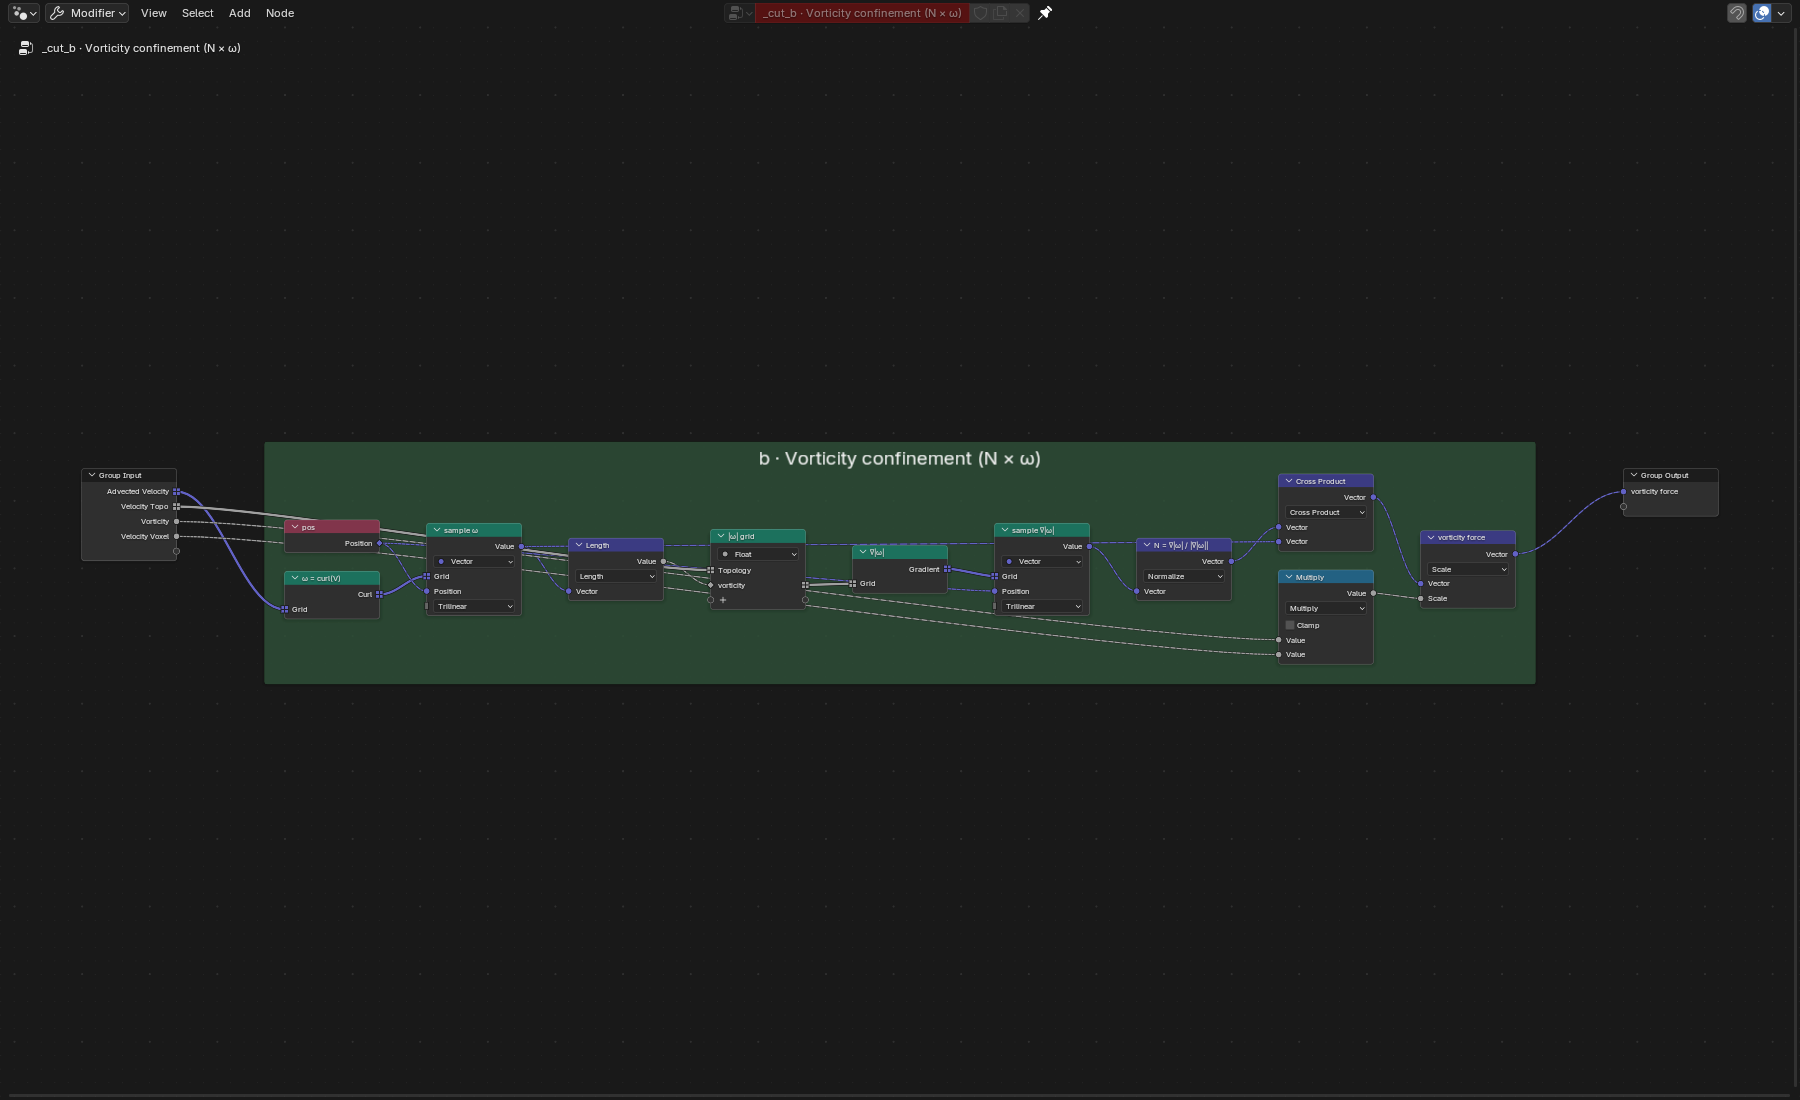 Modifier View Select Add Node
_cut_b · Vorticity confinement (N × ω)
_cut_b · Vorticity confinement (N × ω)
b · Vorticity confinement (N × ω)
Group Input
Advected Velocity
Velocity Topo
Vorticity
Velocity Voxel
pos
Position
ω = curl(V)
Curl
Grid
sample ω
Value
Vector
Grid
Position
Trilinear
Length
Value
Length
Vector
|ω| grid
Float
Topology
vorticity
∇|ω|
Gradient
Grid
sample ∇|ω|
Value
Vector
Grid
Position
Trilinear
N = ∇|ω| / |∇|ω||
Vector
Normalize
Vector
Cross Product
Vector
Cross Product
Vector
Vector
Multiply
Value
Multiply
Clamp
Value
Value
vorticity force
Vector
Scale
Vector
Scale
Group Output
vorticity force